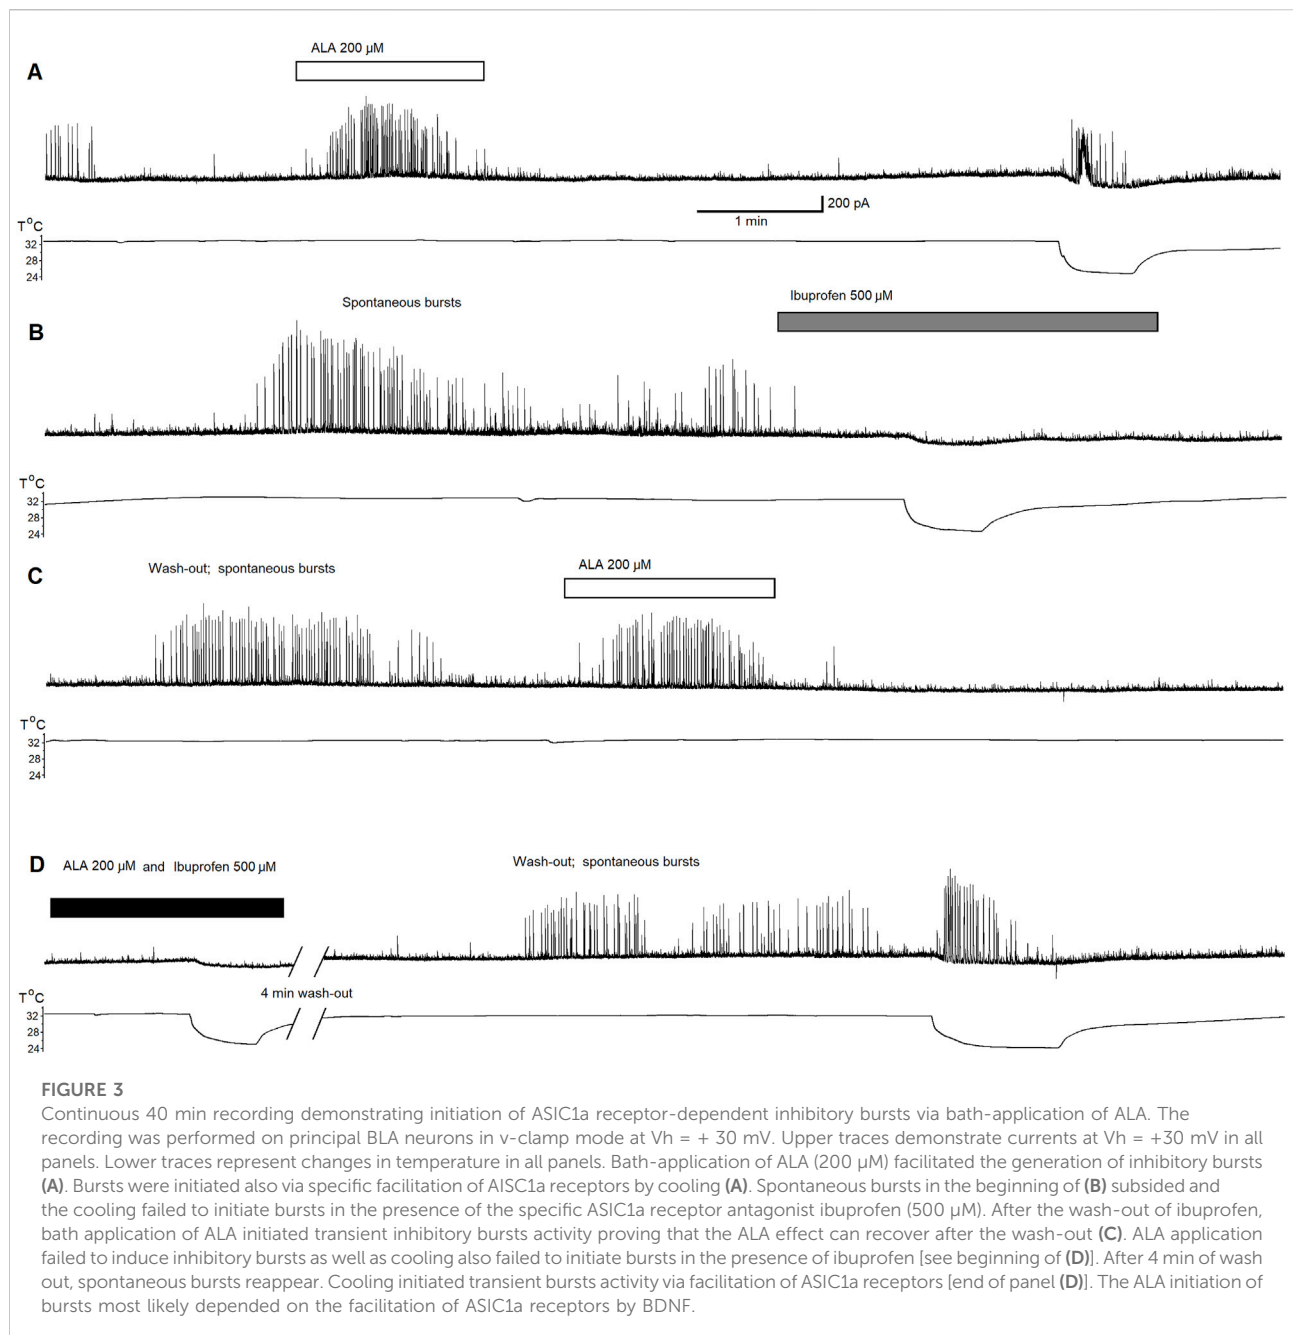 ALA 200 µM
A
200 pA
1 min
T°C
32
28
24
Spontaneous bursts
Ibuprofen 500 µM
B
T°C
32
28
24
Wash-out; spontaneous bursts
ALA 200 µM
C
T°C
32
28
24
D
ALA 200 µM and Ibuprofen 500 µM
Wash-out; spontaneous bursts
4 min wash-out
T°C
32
28
24
FIGURE 3
Continuous 40 min recording demonstrating initiation of ASIC1a receptor-dependent inhibitory bursts via bath-application of ALA. The
recording was performed on principal BLA neurons in v-clamp mode at Vh = + 30 mV. Upper traces demonstrate currents at Vh = +30 mV in all
panels. Lower traces represent changes in temperature in all panels. Bath-application of ALA (200 µM) facilitated the generation of inhibitory bursts
(A). Bursts were initiated also via specific facilitation of AISC1a receptors by cooling (A). Spontaneous bursts in the beginning of (B) subsided and
the cooling failed to initiate bursts in the presence of the specific ASIC1a receptor antagonist ibuprofen (500 µM). After the wash-out of ibuprofen,
bath application of ALA initiated transient inhibitory bursts activity proving that the ALA effect can recover after the wash-out (C). ALA application
failed to induce inhibitory bursts as well as cooling also failed to initiate bursts in the presence of ibuprofen [see beginning of (D)]. After 4 min of wash
out, spontaneous bursts reappear. Cooling initiated transient bursts activity via facilitation of ASIC1a receptors [end of panel (D)]. The ALA initiation of
bursts most likely depended on the facilitation of ASIC1a receptors by BDNF.